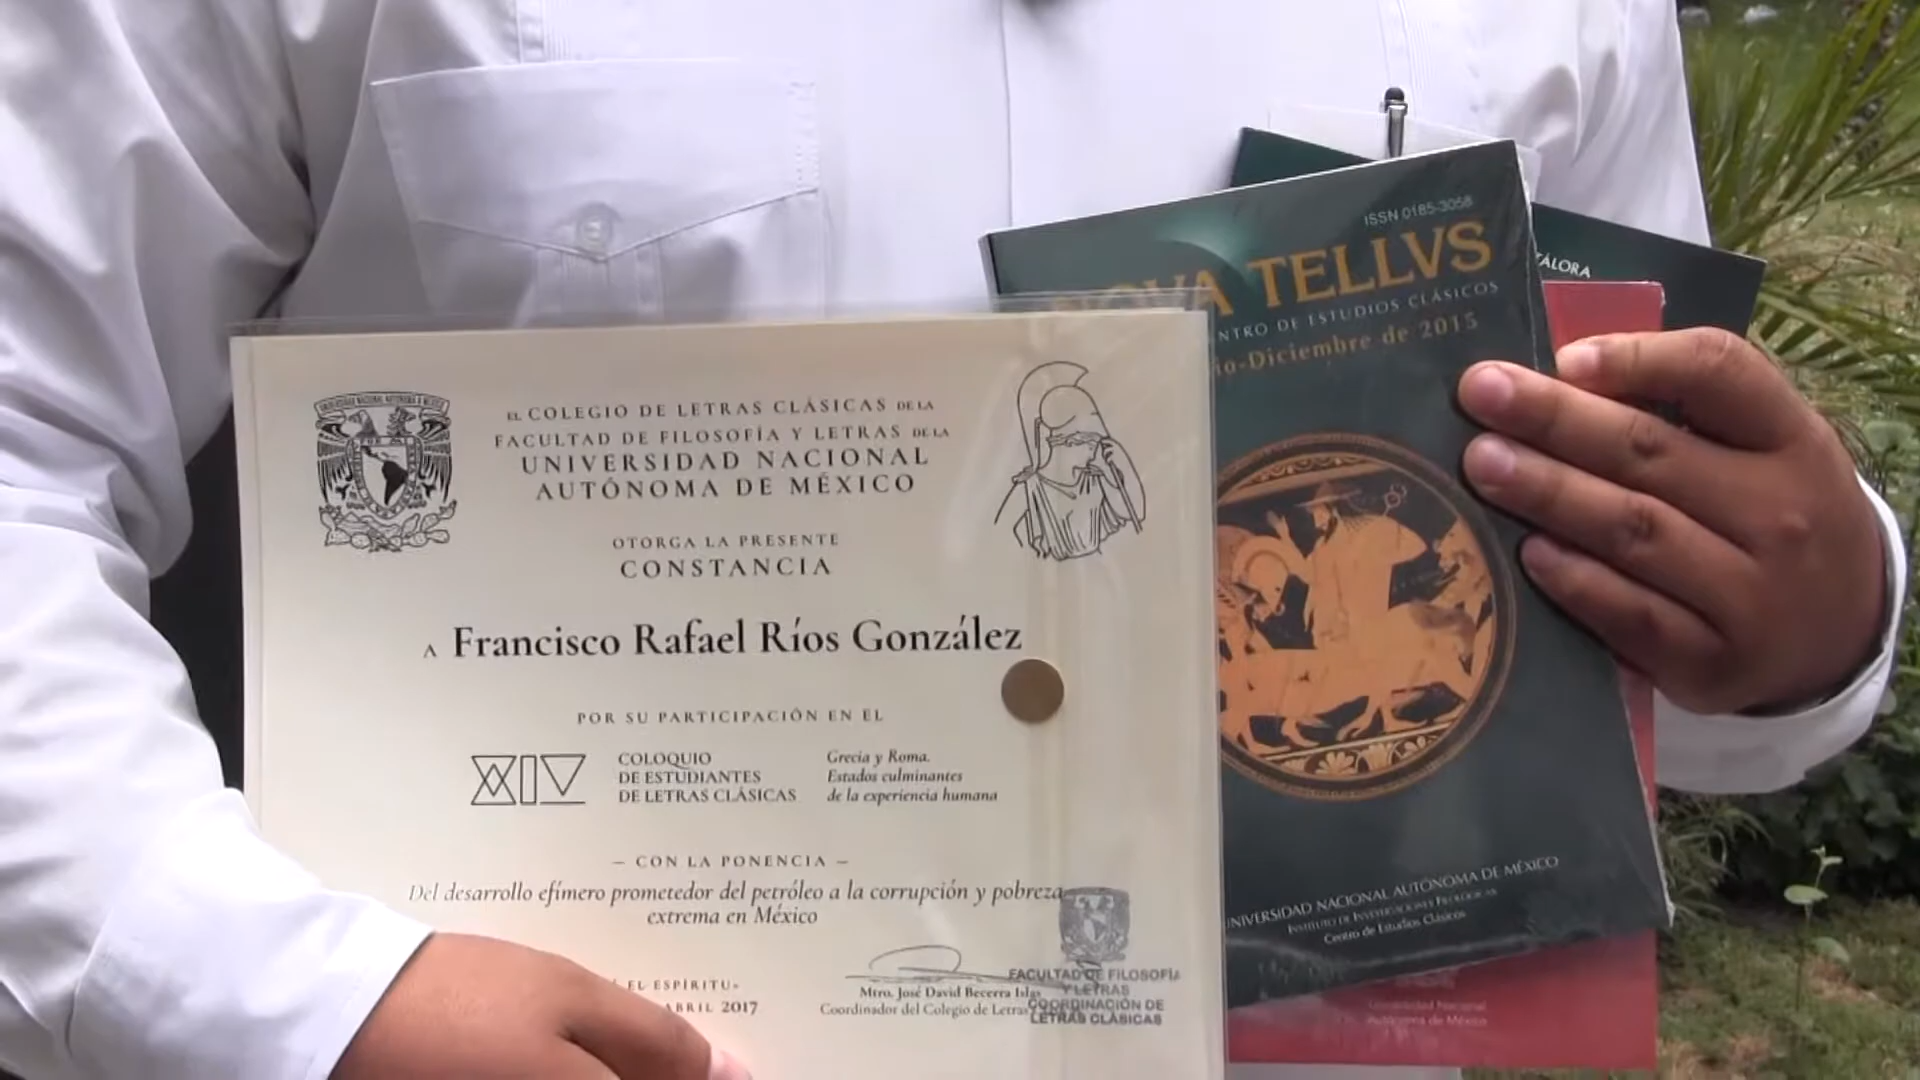 EL COLEGIO DE LETRAS CLÁSICAS DE LA
FACULTAD DE FILOSOFÍA Y LETRAS DE LA
UNIVERSIDAD NACIONAL
AUTÓNOMA DE MÉXICO
OTORGA LA PRESENTE
CONSTANCIA
A Francisco Rafael Ríos González
POR SU PARTICIPACIÓN EN EL
XIV
COLOQUIO
DE ESTUDIANTES
DE LETRAS CLÁSICAS
Grecia y Roma.
Estados culminantes
de la experiencia humana
— CON LA PONENCIA —
Del desarrollo efímero prometedor del petróleo a la corrupción y pobreza
extrema en México
EL ESPÍRITU»
ABRIL 2017
Mtro. José David Becerra Islas
Coordinador del Colegio de Letras
FACULTAD DE FILOSOFÍA
Y LETRAS
COORDINACIÓN DE
LETRAS CLÁSICAS
ISSN 0185-3058
NOVA TELLVS
NTRO DE ESTUDIOS CLÁSICOS
io-Diciembre de 2015
UNIVERSIDAD NACIONAL AUTÓNOMA DE MÉXICO
INSTITUTO DE INVESTIGACIONES FILOLÓGICAS
Centro de Estudios Clásicos
ÁLORA
Universidad Nacional
Autónoma de México